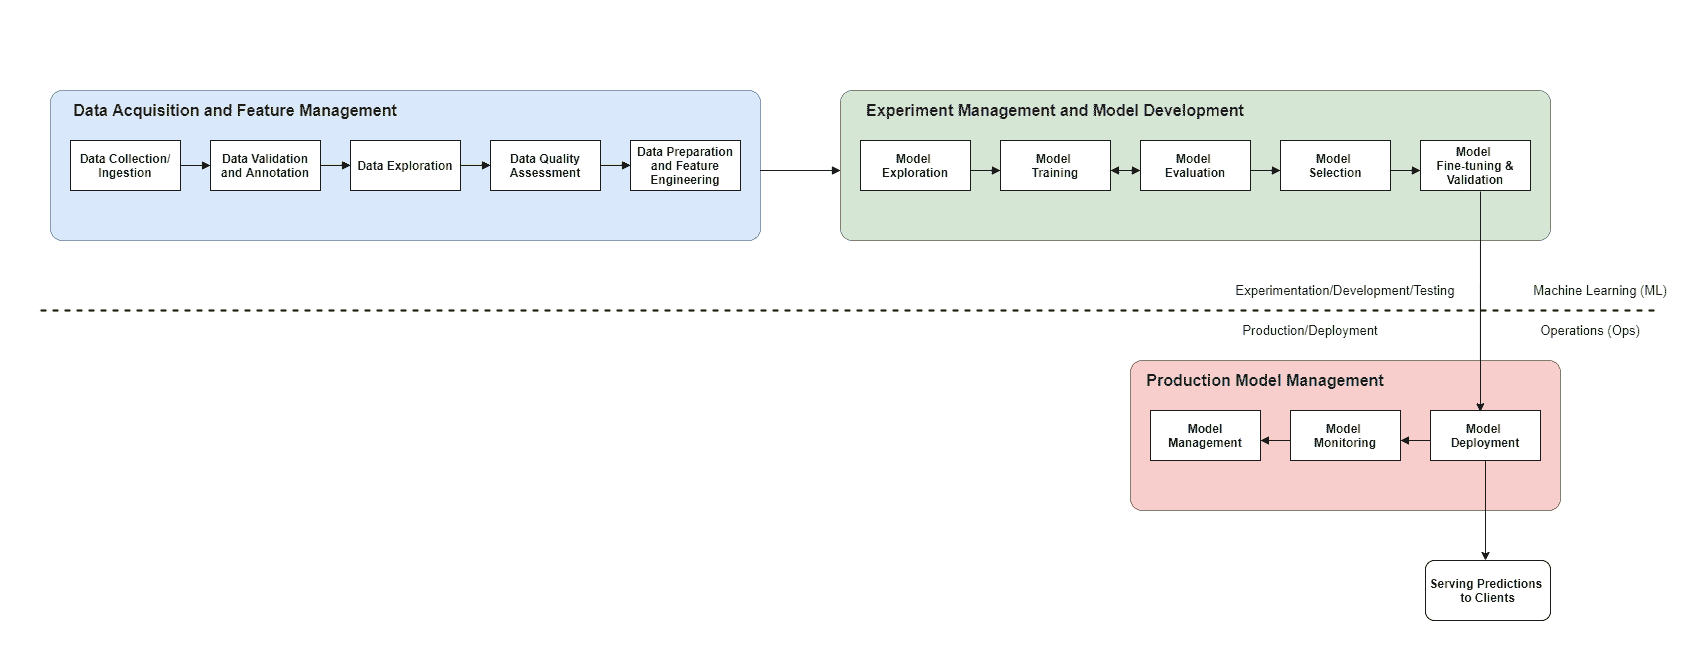 Data Acquisition and Feature Management
Data Collection/
Ingestion
Data Validation
and Annotation
Data Exploration
Data Quality
Assessment
Data Preparation
and Feature
Engineering
Experiment Management and Model Development
Model
Exploration
Model
Training
Model
Evaluation
Model
Selection
Model
Fine-tuning &
Validation
Experimentation/Development/Testing
Machine Learning (ML)
Production/Deployment
Operations (Ops)
Production Model Management
Model
Management
Model
Monitoring
Model
Deployment
Serving Predictions
to Clients